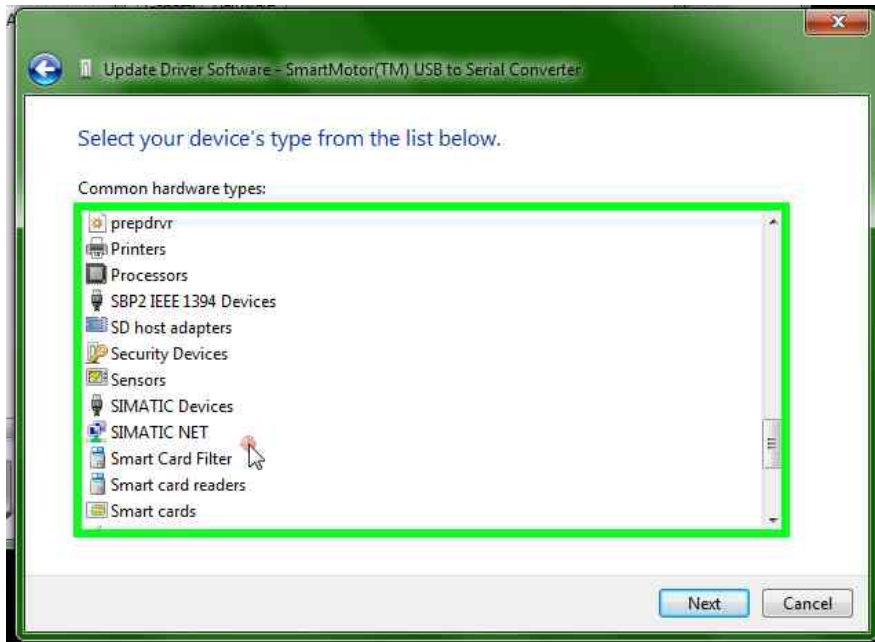 Update Driver Software - SmartMotor(TM) USB to Serial Converter
Select your device's type from the list below.
Common hardware types:
prepdrvr
Printers
Processors
SBP2 IEEE 1394 Devices
SD host adapters
Security Devices
Sensors
SIMATIC Devices
SIMATIC NET
Smart Card Filter
Smart card readers
Smart cards
Next
Cancel